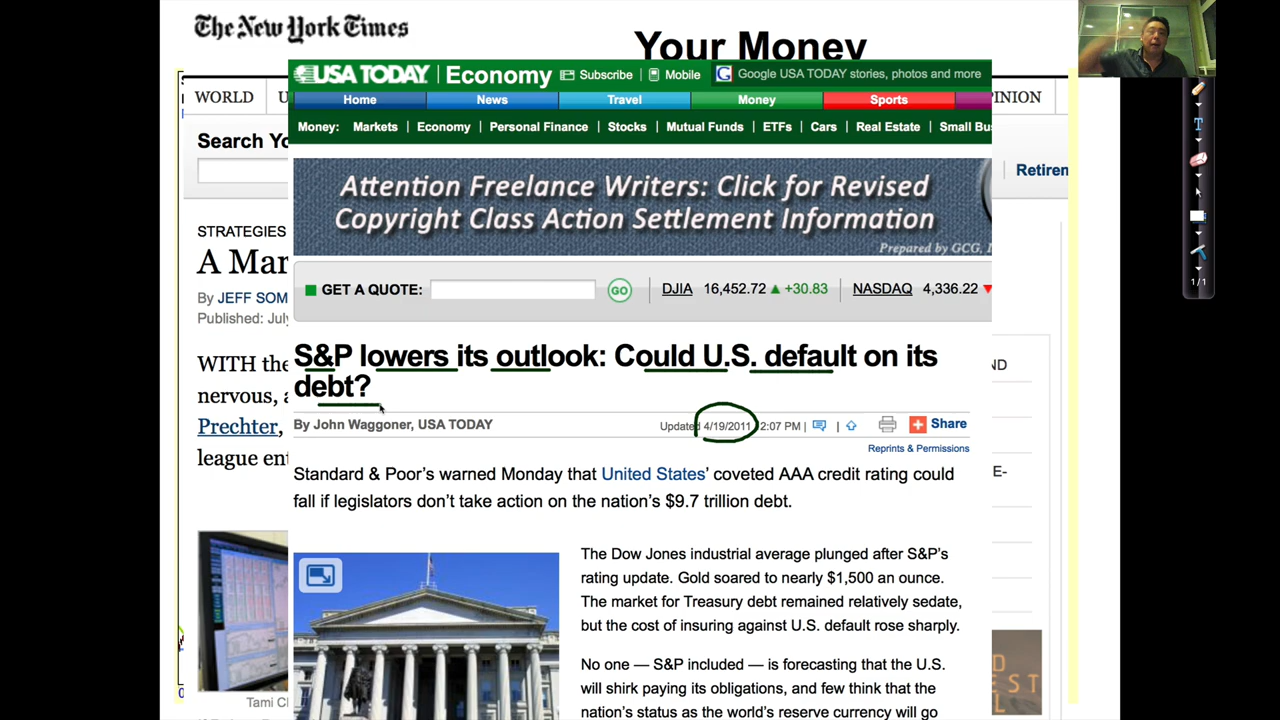 The New York Times
Your Money
WORLD
U
PINION
Search Yo
Retiren
STRATEGIES
A Mar
By JEFF SOM
Published: July
WITH the
nervous, a
Prechter,
league ent
Tami Cl
USA TODAY Economy Subscribe Mobile G Google USA TODAY stories, photos and more
Home News Travel Money Sports
Money: Markets Economy Personal Finance Stocks Mutual Funds ETFs Cars Real Estate Small Bus
Attention Freelance Writers: Click for Revised
Copyright Class Action Settlement Information
Prepared by GCG, I
GET A QUOTE: GO DJIA 16,452.72 +30.83 NASDAQ 4,336.22
S&P lowers its outlook: Could U.S. default on its
debt?
By John Waggoner, USA TODAY
Updated 4/19/2011 2:07 PM | | Share
Reprints & Permissions
Standard & Poor's warned Monday that United States' coveted AAA credit rating could
fall if legislators don't take action on the nation's $9.7 trillion debt.
The Dow Jones industrial average plunged after S&P's
rating update. Gold soared to nearly $1,500 an ounce.
The market for Treasury debt remained relatively sedate,
but the cost of insuring against U.S. default rose sharply.
No one — S&P included — is forecasting that the U.S.
will shirk paying its obligations, and few think that the
nation's status as the world's reserve currency will go
ND
E-
D
EST
L
T
1/1